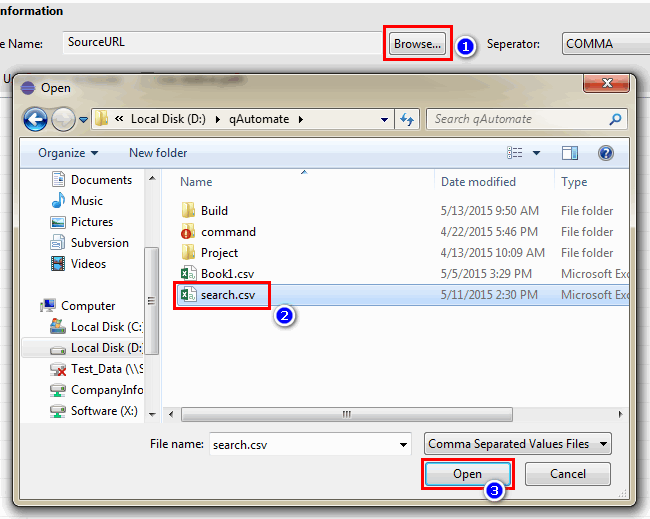 nformation
e Name: SourceURL Browse... 1 Seperator: COMMA
Open
« Local Disk (D:) qAutomate Search qAutomate
Organize New folder
Name Date modified Type
Documents
Music
Pictures
Subversion
Videos
Computer
Local Disk (C:
Local Disk (D:
Test_Data (\\S
CompanyInfo
Software (X:)
Build 5/13/2015 9:50 AM File folder
command 4/22/2015 5:46 PM File folder
Project 4/13/2015 10:09 AM File folder
Book1.csv 5/5/2015 3:29 PM Microsoft Exc
search.csv 5/11/2015 2:30 PM Microsoft Exc
2
File name: search.csv Comma Separated Values Files
Open Cancel
3